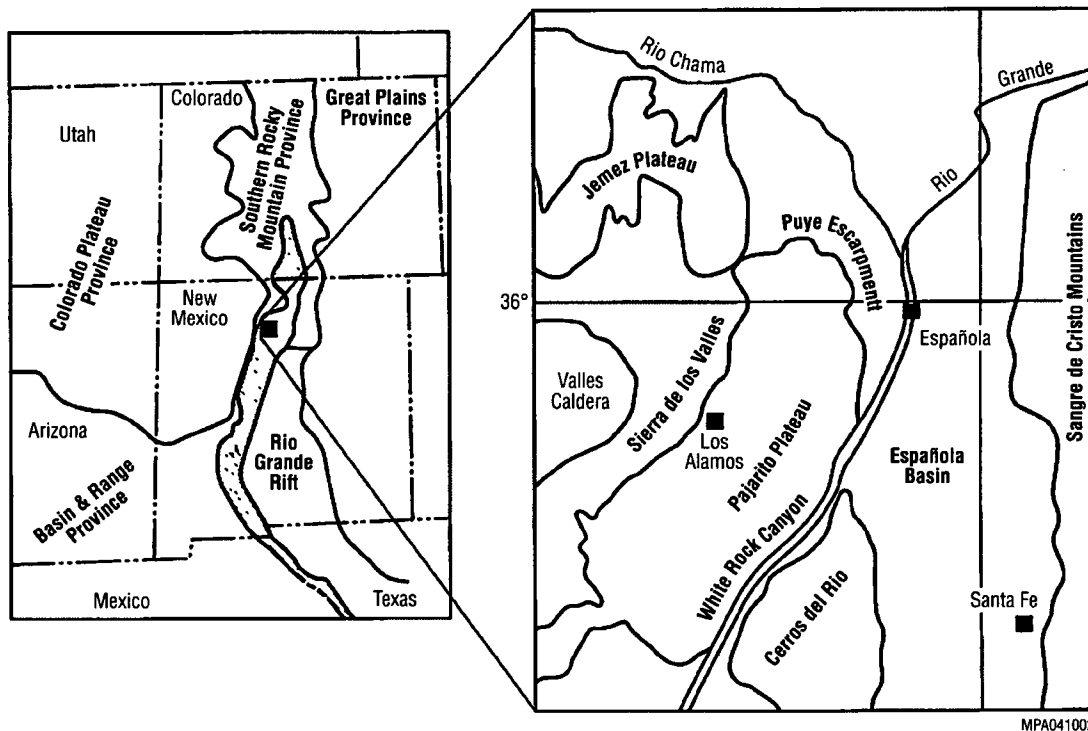 Utah
Colorado
Great Plains
Province
Southern Rocky
Mountain Province
Colorado Plateau
Province
New
Mexico
Arizona
Basin & Range
Province
Rio
Grande
Rift
Mexico
Texas
Rio Chama
Grande
Rio
Jemez Plateau
Puye Escarpmentt
36°
Española
Valles
Caldera
Sierra de los Valles
Los
Alamos
Pajarito Plateau
Española
Basin
Sangre de Cristo Mountains
White Rock Canyon
Cerros del Rio
Santa Fe